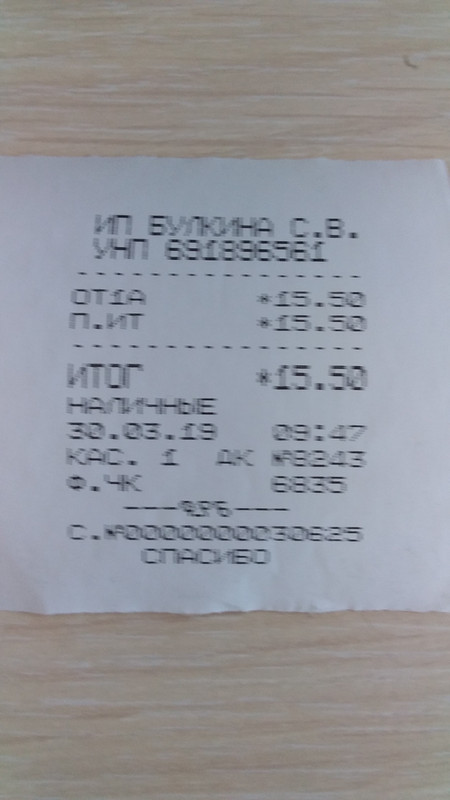 ИП БУЛКИНА С.В.
УНП 691896561
ОТ1А *15.50
П.ИТ *15.50
ИТОГ *15.50
НАЛИЧНЫЕ
30.03.19 09:47
КАС. 1 ДК №8243
Ф.ЧК 6835
С.№0000000030625
СПАСИБО